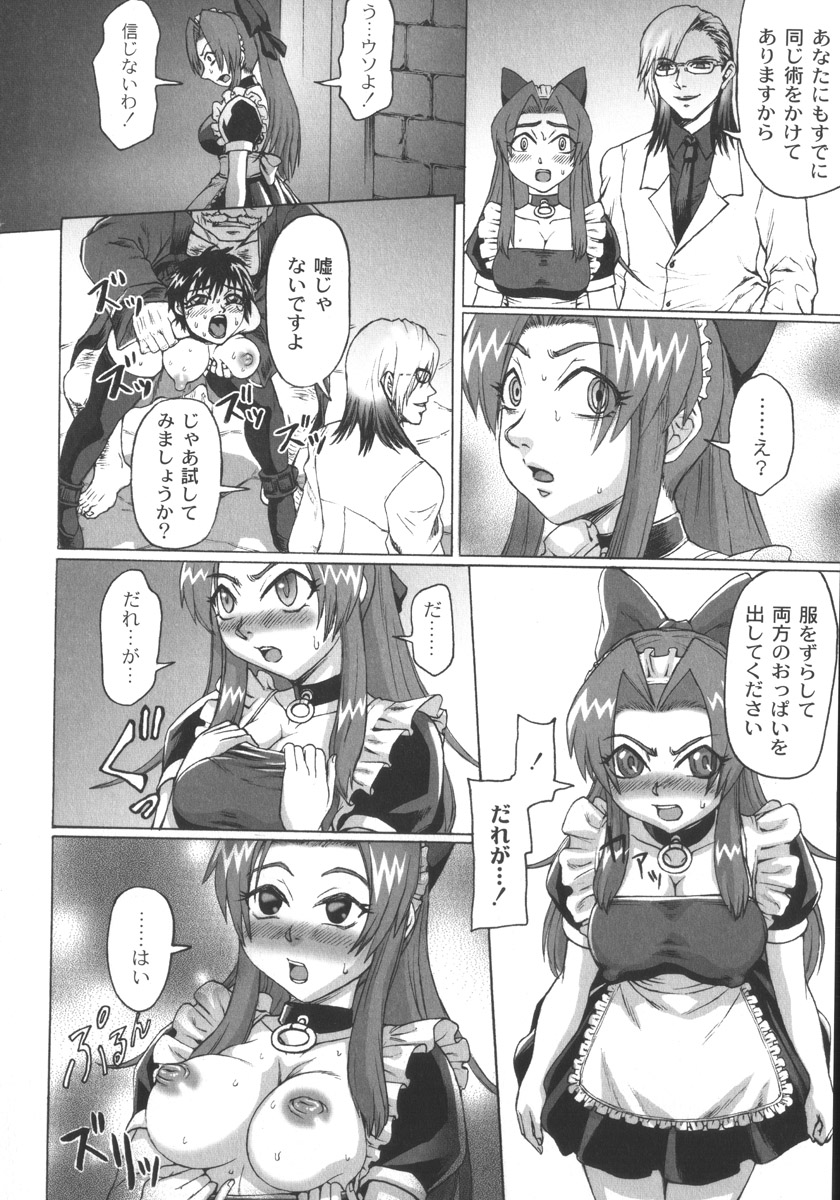 あなたにもすでに
同じ術をかけて
ありますから
………え？
う…ウソよ！
信じないわ！
嘘じゃ
ないですよ
じゃあ試して
みましょうか？
ズッ
ズッ
ズッ
服をずらして
両方のおっぱいを
出してください
！
だれが…！
カァッ
だ……
だれ…が…
ぐぐっ
……はい
ぷるん
ズリッ